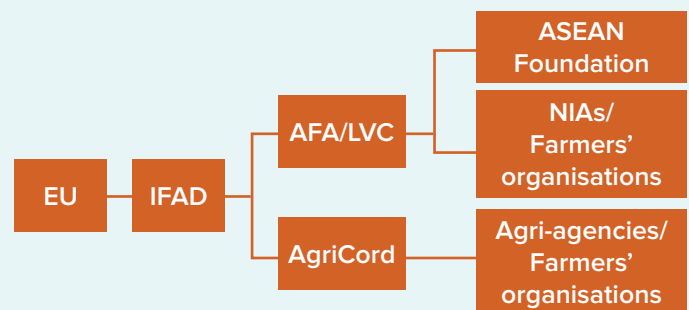 EU
IFAD
AFA/LVC
AgriCord
ASEAN
Foundation
NIAs/
Farmers’
organisations
Agri-agencies/
Farmers’
organisations